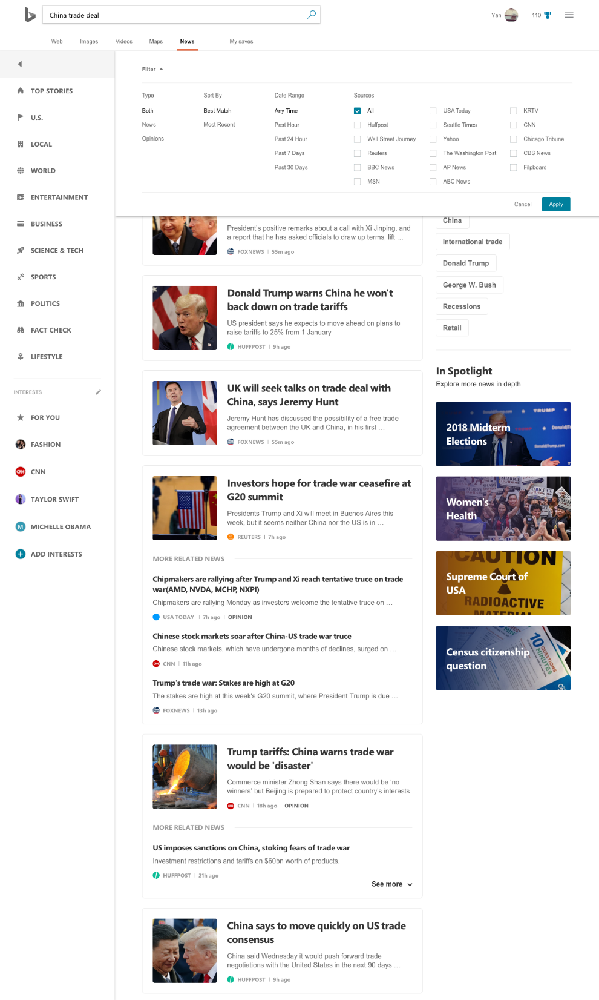 China trade deal
Yan
110
Web Images Videos Maps News My saves
Filter
Type
Both
News
Opinions
Sort By
Best Match
Most Recent
Date Range
Any Time
Past Hour
Past 24 Hour
Past 7 Days
Past 30 Days
Sources
All
Huffpost
Wall Street Journey
Reuters
BBC News
MSN
USA Today
Seattle Times
Yahoo
The Washington Post
AP News
ABC News
KRTV
CNN
Chicago Tribune
CBS News
Filpboard
Cancel
Apply
TOP STORIES
U.S.
LOCAL
WORLD
ENTERTAINMENT
BUSINESS
SCIENCE & TECH
SPORTS
POLITICS
FACT CHECK
LIFESTYLE
INTERESTS
FOR YOU
FASHION
CNN
TAYLOR SWIFT
M
MICHELLE OBAMA
ADD INTERESTS
President's positive remarks about a call with Xi Jinping, and
a report that he has asked officials to draw up terms, lift ...
FOXNEWS | 55m ago
Donald Trump warns China he won't
back down on trade tariffs
US president says he expects to move ahead on plans to
raise tariffs to 25% from 1 January
HUFFPOST | 9h ago
UK will seek talks on trade deal with
China, says Jeremy Hunt
Jeremy Hunt has discussed the possibility of a free trade
agreement between the UK and China, in his first ...
FOXNEWS | 55m ago
Investors hope for trade war ceasefire at
G20 summit
Presidents Trump and Xi will meet in Buenos Aires this
week, but it seems neither China nor the US is in ...
REUTERS | 7h ago
MORE RELATED NEWS
Chipmakers are rallying after Trump and Xi reach tentative truce on trade
war(AMD, NVDA, MCHP, NXPI)
Chipmakers are rallying Monday as investors welcome the tentative truce on ...
USA TODAY | 7h ago | OPINION
Chinese stock markets soar after China-US trade war truce
Chinese stock markets, which have undergone months of declines, surged on ...
CNN | 11h ago
Trump's trade war: Stakes are high at G20
The stakes are high at this week's G20 summit, where President Trump is due ...
FOXNEWS | 13h ago
Trump tariffs: China warns trade war
would be 'disaster'
Commerce minister Zhong Shan says there would be 'no
winners' but Beijing is prepared to protect country's interests
CNN | 18h ago | OPINION
MORE RELATED NEWS
US imposes sanctions on China, stoking fears of trade war
Investment restrictions and tariffs on $60bn worth of products.
HUFFPOST | 21h ago
See more
China says to move quickly on US trade
consensus
China said Wednesday it would push forward trade
negotiations with the United States in the next 90 days ...
HUFFPOST | 9h ago
China
International trade
Donald Trump
George W. Bush
Recessions
Retail
In Spotlight
Explore more news in depth
TRUMP
DonaldJTrump.com
2018 Midterm
Elections
Women's
Health
CAUTION
Supreme Court of
USA
RADIOACTIVE
MATERIAL
10
QUESTIONS
MINUTES
Census citizenship
question